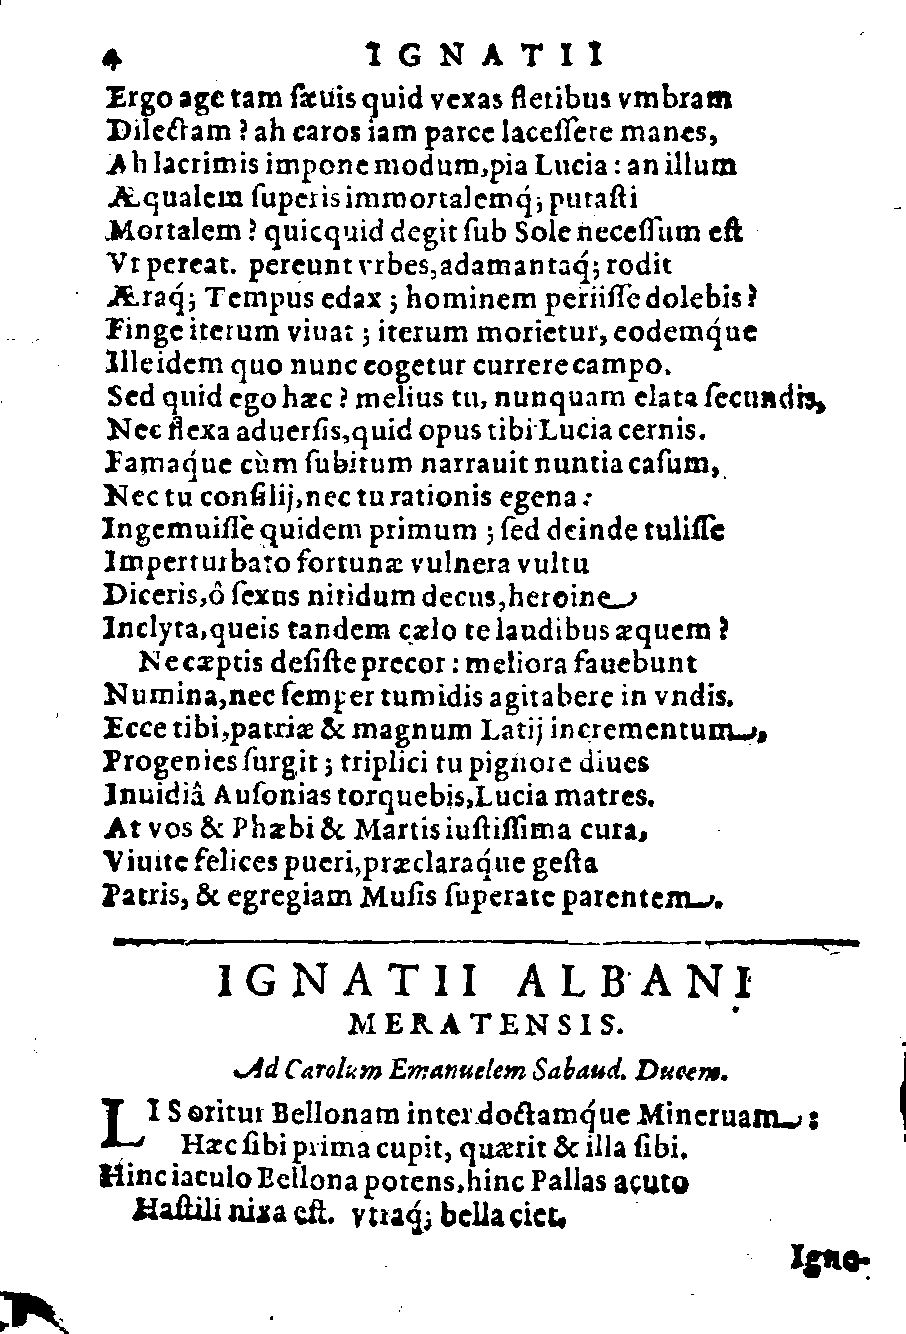 4 IGNATII
Ergo age tam ſæuis quid vexas fletibus vmbram
Dilectam? ah caros iam parce laceſſere manes,
Ah lacrimis impone modum, pia Lucia: an illum
Æqualem ſuperis immortalemq́; putaſti
Mortalem? quicquid degit ſub Sole neceſſum eſt
Vt pereat. pereunt vrbes, adamantaq́; rodit
Æraq́; Tempus edax; hominem periiſſe dolebis?
Finge iterum viuat; iterum morietur, eodemq́ue
Ille idem quo nunc cogetur currere campo.
Sed quid ego hæc? melius tu, nunquam elata ſecundis,
Nec flexa aduerſis, quid opus tibi Lucia cernis.
Famaq́ue cùm ſubitum narrauit nuntia caſum,
Nec tu conſilij, nec tu rationis egena:
Ingemuiſſe quidem primum; ſed deinde tuliſſe
Imperturbato fortunæ vulnera vultu
Diceris, ô ſexus nitidum decus, heroine
Inclyta, queis tandem cælo te laudibus æquem?
Ne cæptis deſiſte precor: meliora fauebunt
Numina, nec ſemper tumidis agitabere in vndis.
Ecce tibi, patriæ & magnum Latij incrementum,
Progenies ſurgit; triplici tu pignore diues
Inuidiâ Auſonias torquebis, Lucia matres.
At vos & Phæbi & Martis iuſtiſſima cura,
Viuite felices pueri, præclaraq́ue geſta
Patris, & egregiam Muſis ſuperate parentem.
IGNATII ALBANI
MERATENSIS.
Ad Carolum Emanuelem Sabaud. Ducem.
LIS oritur Bellonam inter doctamq́ue Mineruam:
Hæc ſibi prima cupit, quærit & illa ſibi.
Hinc iaculo Bellona potens, hinc Pallas acuto
Haſtili nixa eſt. vtraq́; bella ciet.
Igno-